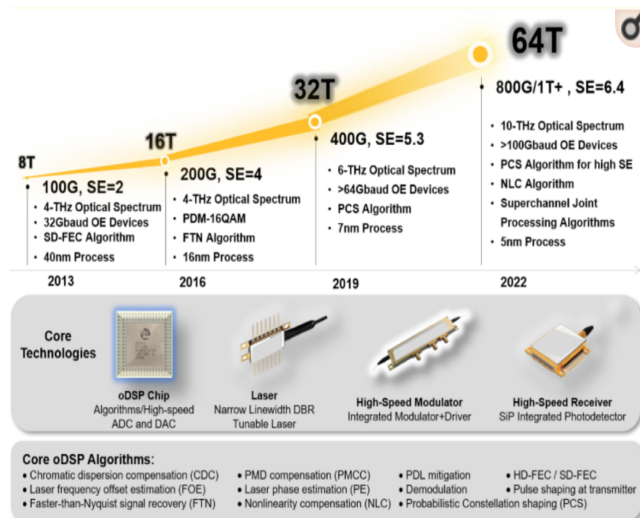 64T
32T
16T
8T
800G/1T+ , SE=6.4
• 10-THz Optical Spectrum
• >100Gbaud OE Devices
• PCS Algorithm for high SE
• NLC Algorithm
• Superchannel Joint
Processing Algorithms
• 5nm Process
400G, SE=5.3
• 6-THz Optical Spectrum
• >64Gbaud OE Devices
• PCS Algorithm
• 7nm Process
200G, SE=4
• 4-THz Optical Spectrum
• PDM-16QAM
• FTN Algorithm
• 16nm Process
100G, SE=2
• 4-THz Optical Spectrum
• 32Gbaud OE Devices
• SD-FEC Algorithm
• 40nm Process
2013
2016
2019
2022
Core
Technologies
oDSP Chip
Algorithms/High-speed
ADC and DAC
Laser
Narrow Linewidth DBR
Tunable Laser
High-Speed Modulator
Integrated Modulator+Driver
High-Speed Receiver
SiP Integrated Photodetector
Core oDSP Algorithms:
• Chromatic dispersion compensation (CDC)
• Laser frequency offset estimation (FOE)
• Faster-than-Nyquist signal recovery (FTN)
• PMD compensation (PMCC)
• Laser phase estimation (PE)
• Nonlinearity compensation (NLC)
• PDL mitigation
• Demodulation
• Probabilistic Constellation shaping (PCS)
• HD-FEC / SD-FEC
• Pulse shaping at transmitter